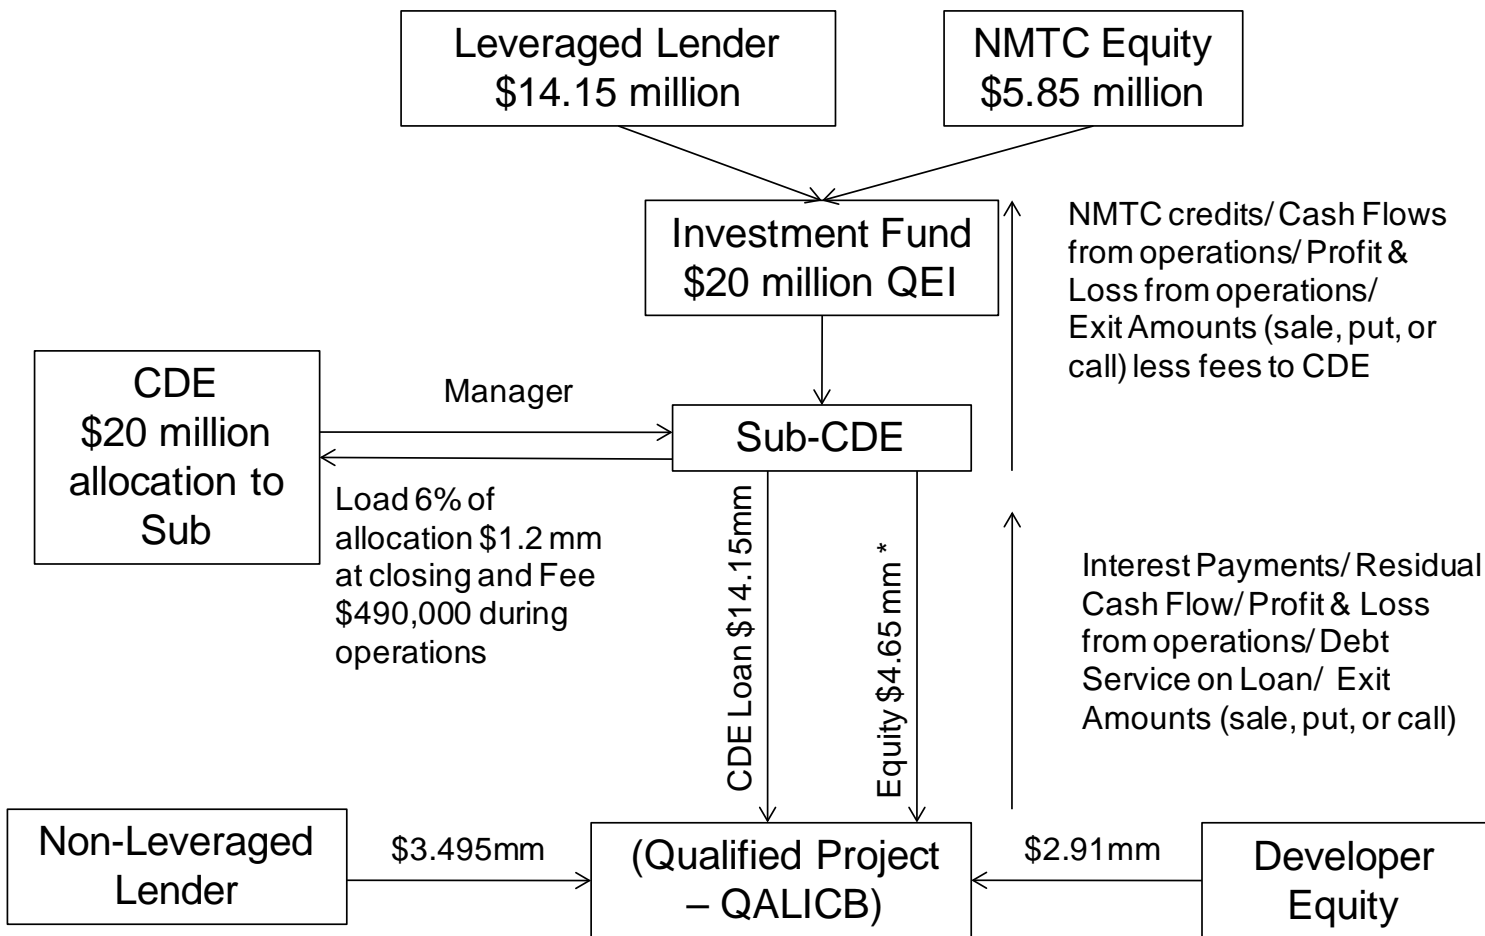 Leveraged Lender
$14.15 million
NMTC Equity
$5.85 million
Investment Fund
$20 million QEI
NMTC credits/ Cash Flows
from operations/ Profit &
Loss from operations/
Exit Amounts (sale, put, or
call) less fees to CDE
CDE
$20 million
allocation to
Sub
Manager
Sub-CDE
Load 6% of
allocation $1.2 mm
at closing and Fee
$490,000 during
operations
CDE Loan $14.15mm
Equity $4.65 mm *
Interest Payments/ Residual
Cash Flow/ Profit & Loss
from operations/ Debt
Service on Loan/ Exit
Amounts (sale, put, or call)
Non-Leveraged
Lender
$3.495mm
(Qualified Project
– QALICB)
$2.91mm
Developer
Equity